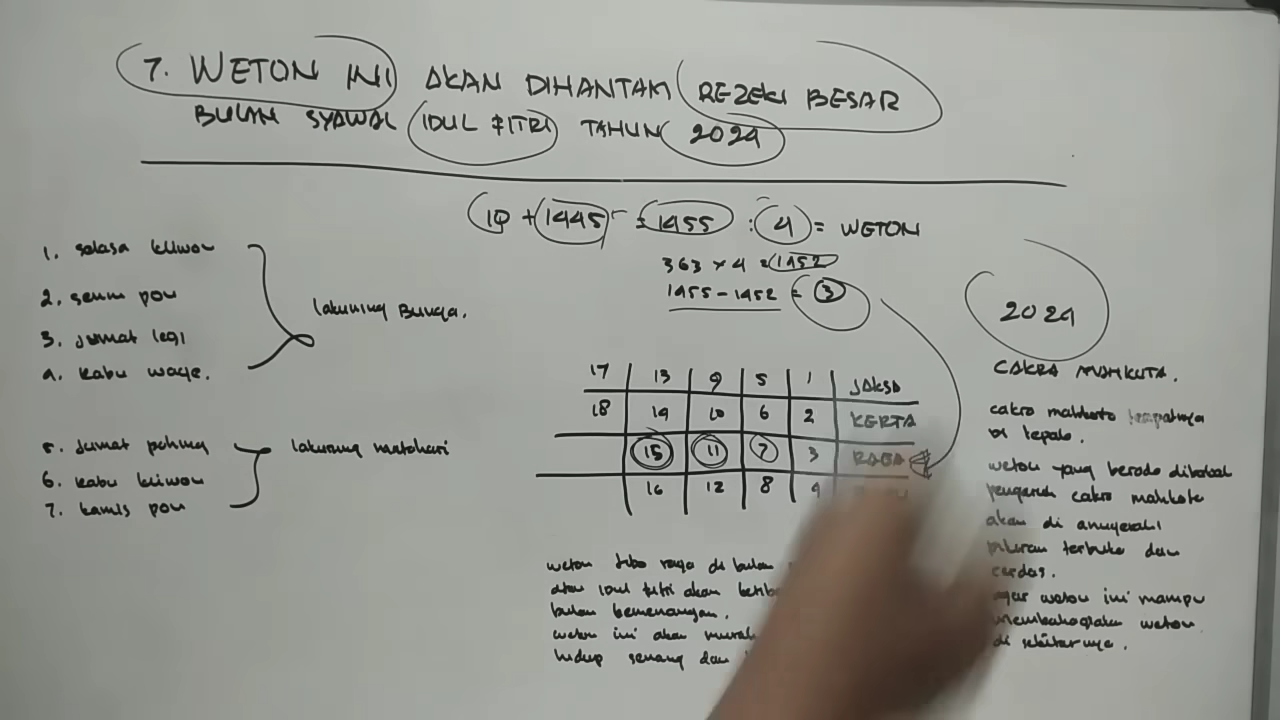 7. WETON INI AKAN DIHANTAM REZEKI BESAR
BULAN SYAWAL IDUL FITRI TAHUN 2024
10 + 1445 = 1455 : 4 = WETON
363 x 4 = 1452
1455 - 1452 = 3
1. selasa kliwon
2. senin pon
3. jumat legi
4. Rabu wage.
lakuning Bunga.
5. Jumat pahing
6. Rabu kliwon
7. kamis pon
lakuning matahari
17 13 9 5 1 JAKSA
18 14 10 6 2 KERTA
15 11 7 3 RAGA
16 12 8 4
weton tibo raga di bulan
atau idul fitri akan
bulan kemenangan.
weton ini akan
hidup senang dan
2024
CAKRA MAHKUTA.
cakra mahkota tempatnya
di kepala.
weton yang berada dibabak
pengaruh cakra mahkota
akan di anugerahi
pikiran terbuka dan
cerdas.
agar weton ini mampu
membahagiakan weton
di sekitarnya.